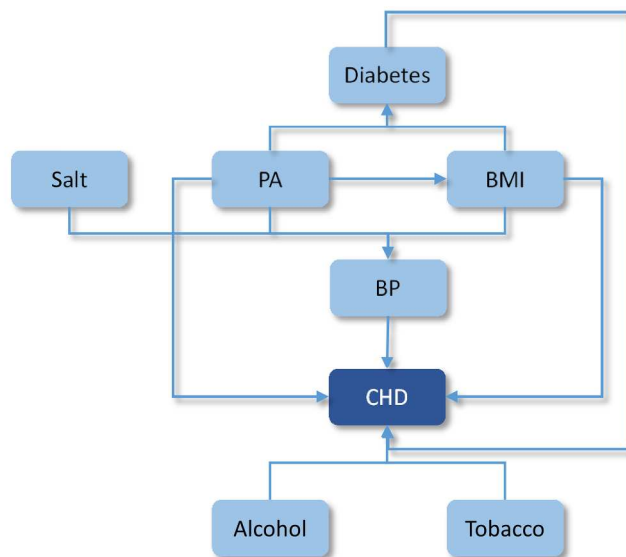 Diabetes
Salt
PA
BMI
BP
CHD
Alcohol
Tobacco